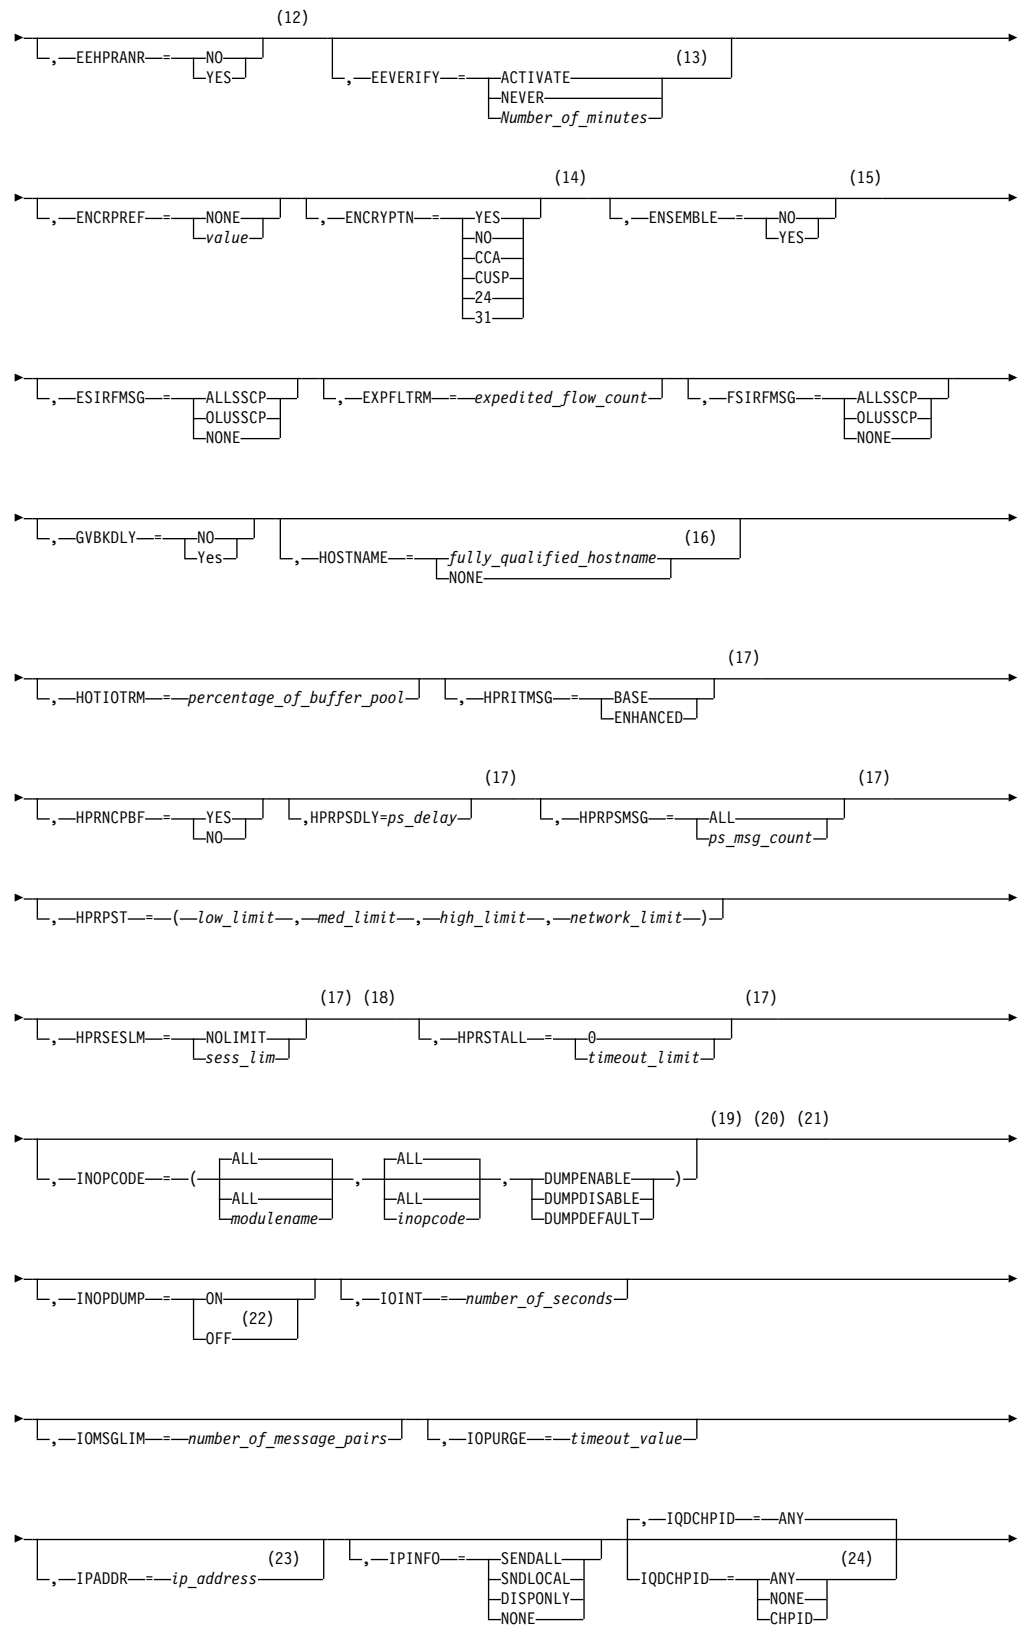 (12)
, EEHPRANR = NO
YES
, EEVERIFY = ACTIVATE (13)
NEVER
Number_of_minutes
, ENCRPREF = NONE
value
, ENCRYPTN = YES (14)
NO
CCA
CUSP
24
31
, ENSEMBLE = NO (15)
YES
, ESIRFMSG = ALLSSCP
OLUSSCP
NONE
, EXPFLTRM = expedited_flow_count
, FSIRFMSG = ALLSSCP
OLUSSCP
NONE
, GVBKDLY = NO
Yes
, HOSTNAME = fully_qualified_hostname (16)
NONE
, HOTIOTRM = percentage_of_buffer_pool
, HPRITMSG = BASE (17)
ENHANCED
, HPRNCPBF = YES
NO
,HPRPSDLY=ps_delay (17)
, HPRPSMSG = ALL (17)
ps_msg_count
, HPRPST = ( low_limit , med_limit , high_limit , network_limit )
, HPRSESLM = NOLIMIT (17) (18)
sess_lim
, HPRSTALL = 0 (17)
timeout_limit
(19) (20) (21)
ALL ALL
, INOPCODE = ( , , DUMPENABLE )
ALL ALL DUMPDISABLE
modulename inopcode DUMPDEFAULT
, INOPDUMP = ON
(22)
OFF
, IOINT = number_of_seconds
, IOMSGLIM = number_of_message_pairs
, IOPURGE = timeout_value
, IPADDR = ip_address (23)
, IPINFO = SENDALL
SNDLOCAL
DISPONLY
NONE
, IQDCHPID = ANY
IQDCHPID = ANY (24)
NONE
CHPID